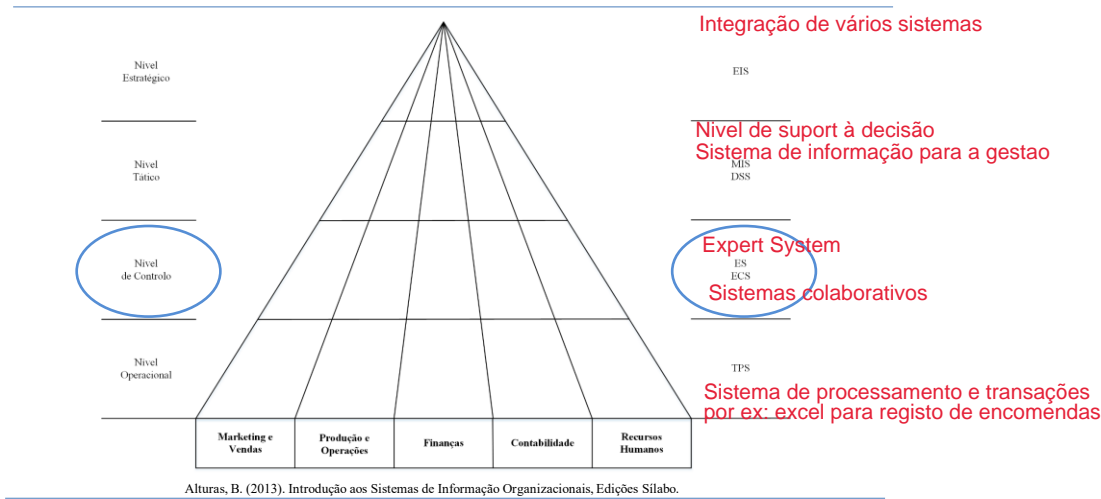 Integração de vários sistemas
Nível
Estratégico
EIS
Nivel de suport à decisão
Sistema de informação para a gestao
Nível
Tático
MIS
DSS
Expert System
Nível
de Controlo
ES
ECS
Sistemas colaborativos
Nível
Operacional
TPS
Sistema de processamento e transações
por ex: excel para registo de encomendas
Marketing e
Vendas
Produção e
Operações
Finanças
Contabilidade
Recursos
Humanos
Alturas, B. (2013). Introdução aos Sistemas de Informação Organizacionais, Edições Sílabo.